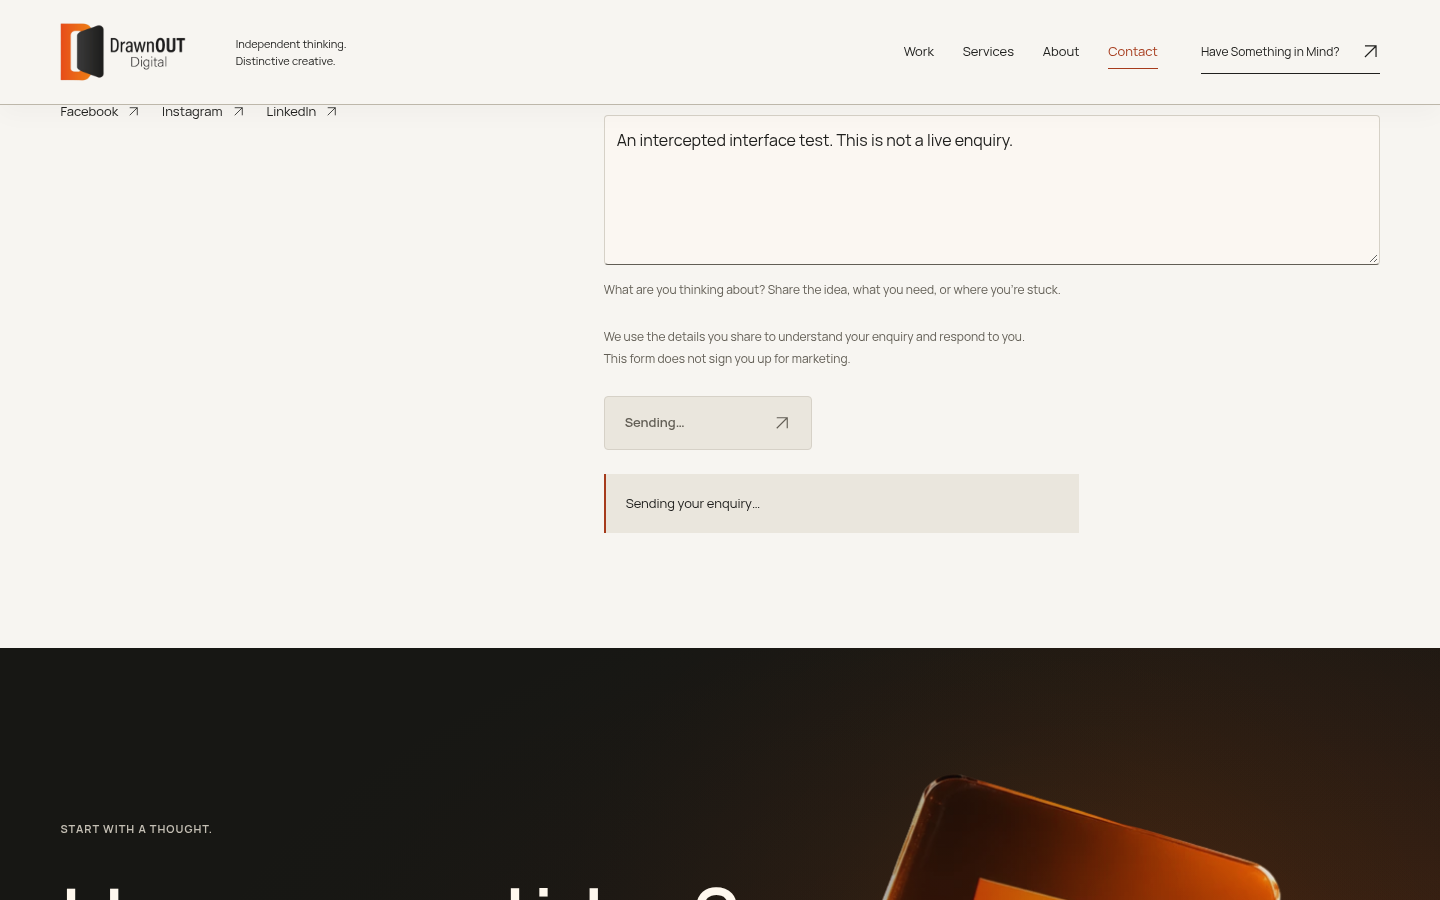 DrawnOUT
Digital
Independent thinking.
Distinctive creative.
Work
Services
About
Contact
Have Something in Mind?
Facebook
Instagram
LinkedIn
An intercepted interface test. This is not a live enquiry.
What are you thinking about? Share the idea, what you need, or where you're stuck.
We use the details you share to understand your enquiry and respond to you.
This form does not sign you up for marketing.
Sending…
Sending your enquiry…
START WITH A THOUGHT.